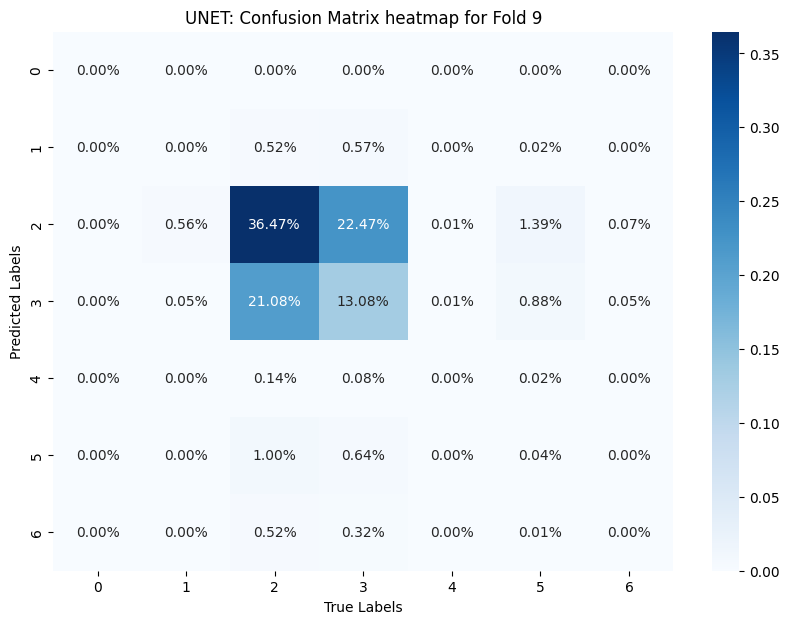 UNET: Confusion Matrix heatmap for Fold 9
0 0.00% 0.00% 0.00% 0.00% 0.00% 0.00% 0.00%
1 0.00% 0.00% 0.52% 0.57% 0.00% 0.02% 0.00%
2 0.00% 0.56% 36.47% 22.47% 0.01% 1.39% 0.07%
3 0.00% 0.05% 21.08% 13.08% 0.01% 0.88% 0.05%
4 0.00% 0.00% 0.14% 0.08% 0.00% 0.02% 0.00%
5 0.00% 0.00% 1.00% 0.64% 0.00% 0.04% 0.00%
6 0.00% 0.00% 0.52% 0.32% 0.00% 0.01% 0.00%
0 1 2 3 4 5 6
True Labels
Predicted Labels
0.35
0.30
0.25
0.20
0.15
0.10
0.05
0.00